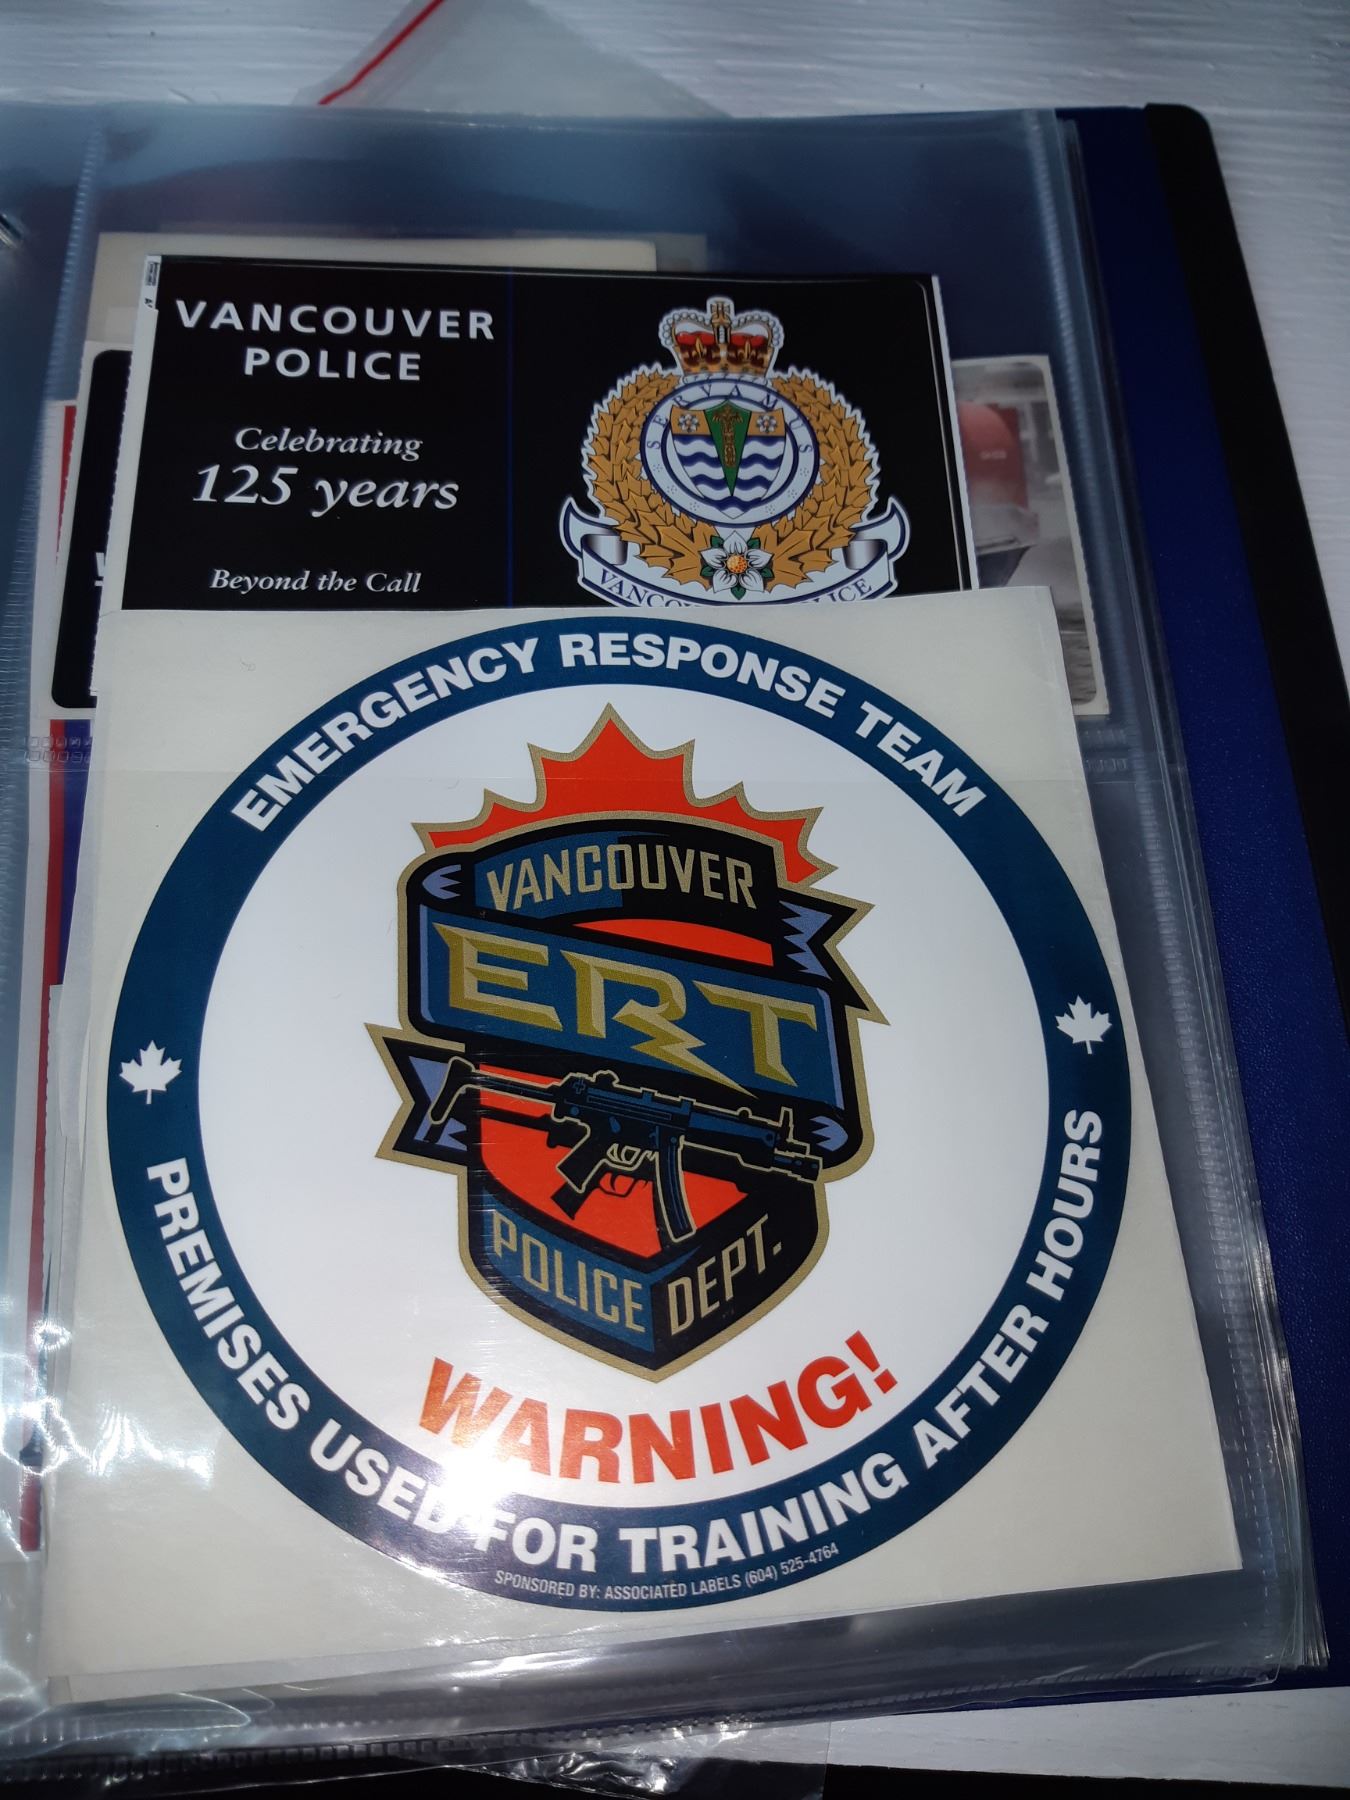 VANCOUVER
POLICE
Celebrating
125 years
Beyond the Call
SERVAMUS
EMERGENCY RESPONSE TEAM
VANCOUVER
ERT
POLICE DEPT.
WARNING!
PREMISES USED FOR TRAINING AFTER HOURS
SPONSORED BY: ASSOCIATED LABELS (604) 525-4764